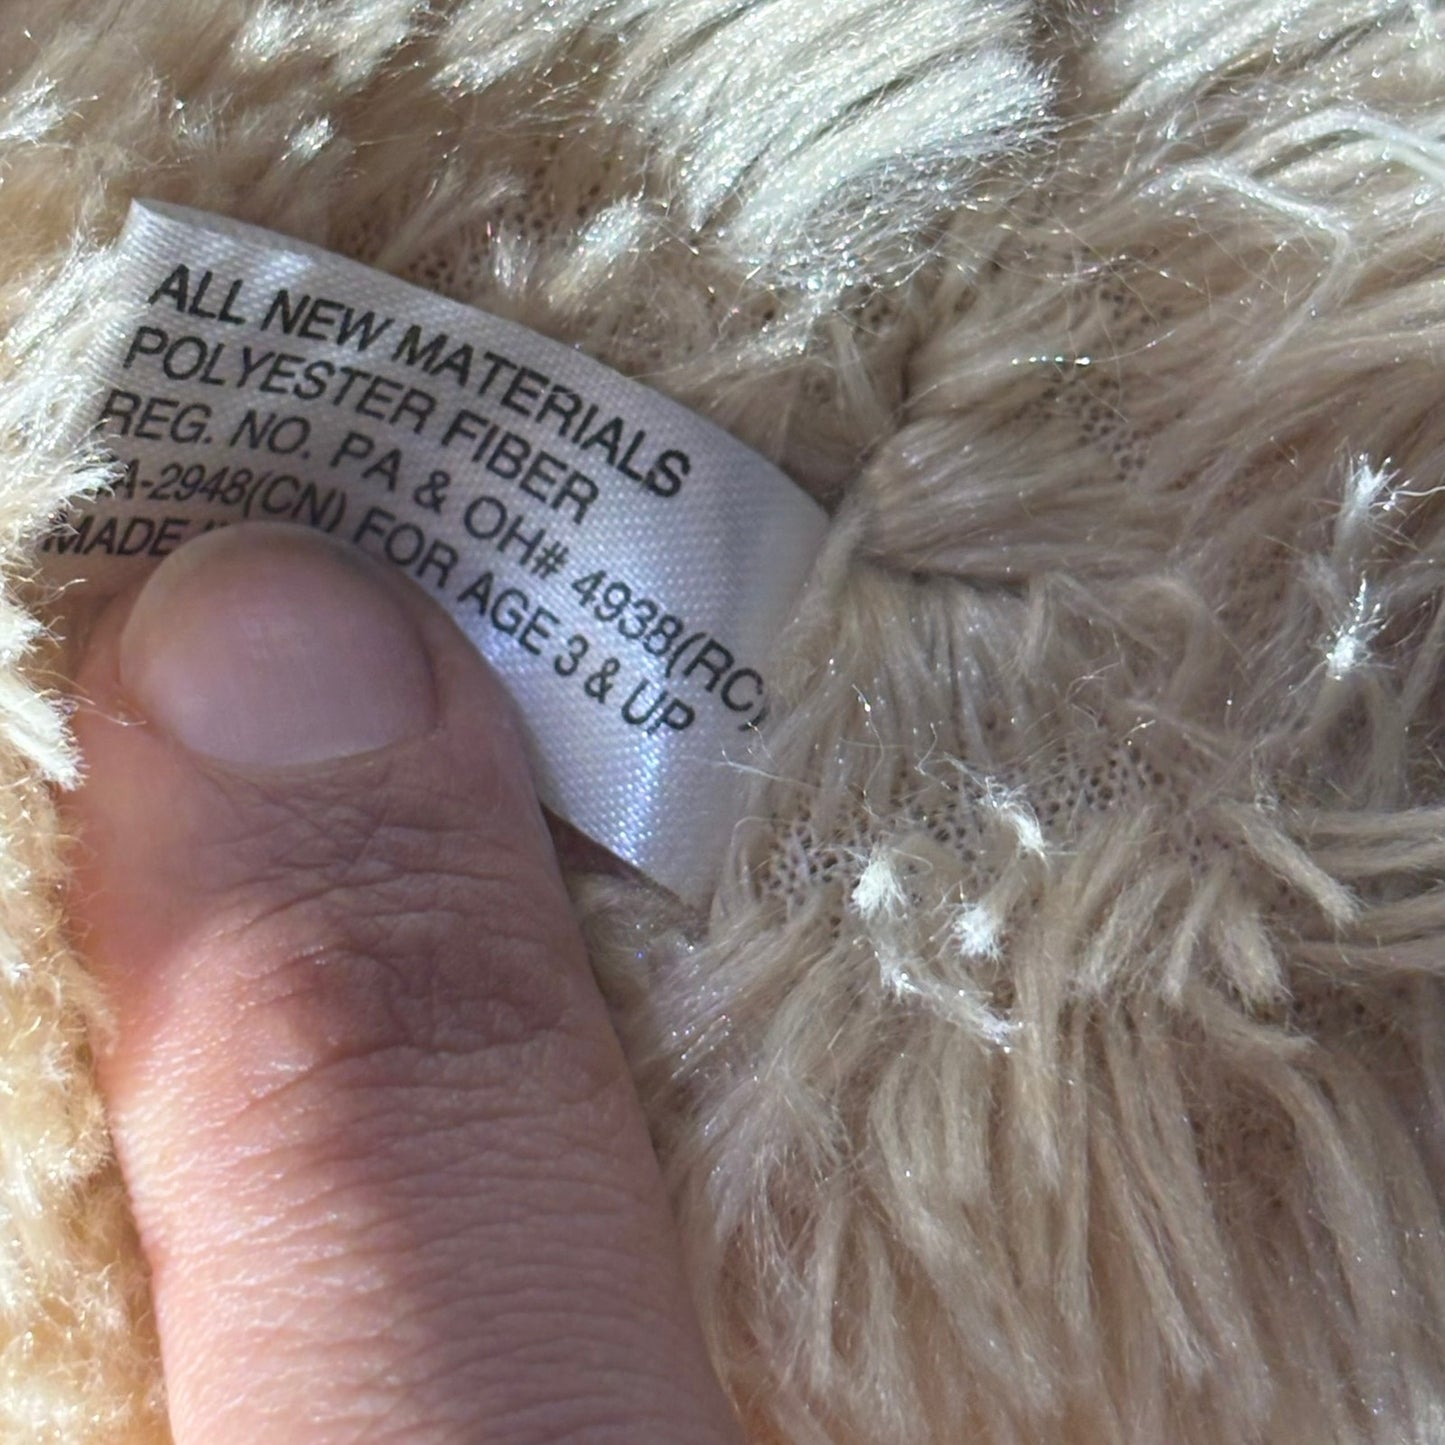 ALL NEW MATERIALS
POLYESTER FIBER
REG. NO. PA & OH# 4938(RC)
A-2948(CN) FOR AGE 3 & UP
MADE